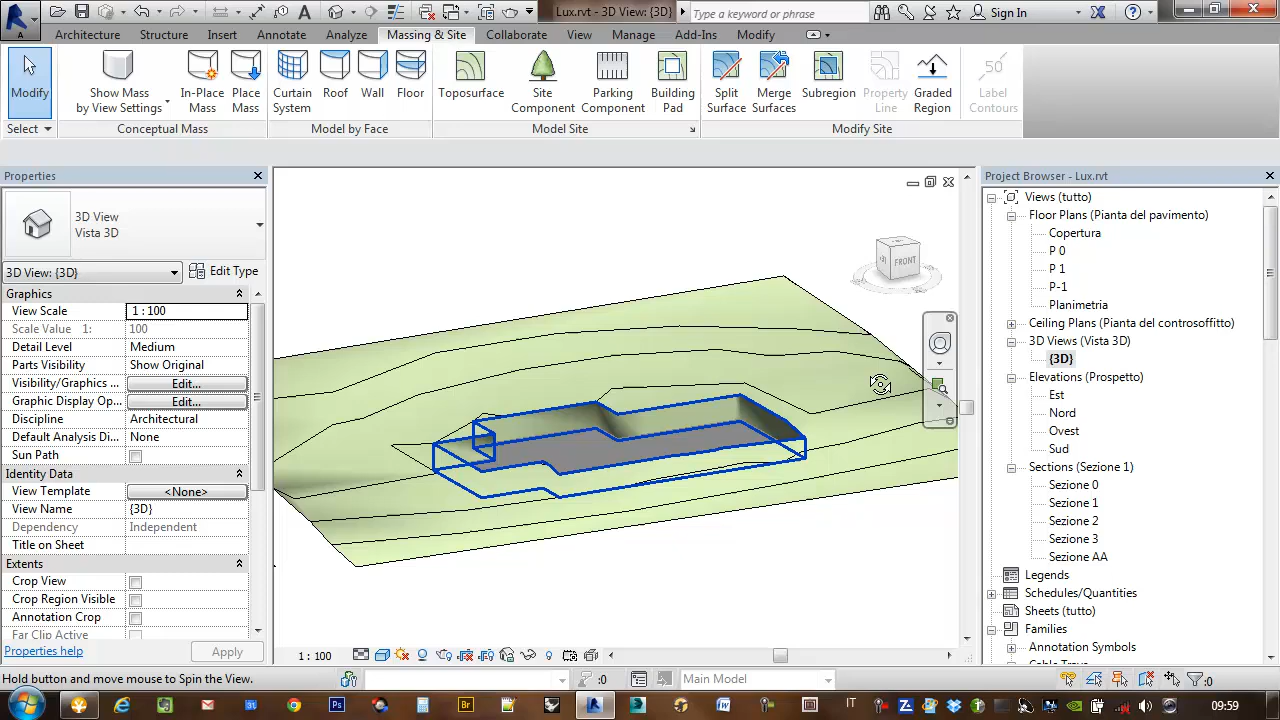 Lux.rvt - 3D View: {3D}
Type a keyword or phrase
Sign In
Architecture
Structure
Insert
Annotate
Analyze
Massing & Site
Collaborate
View
Manage
Add-Ins
Modify
Modify
Show Mass
by View Settings
In-Place
Mass
Place
Mass
Curtain
System
Roof
Wall
Floor
Toposurface
Site
Component
Parking
Component
Building
Pad
Split
Surface
Merge
Surfaces
Subregion
Property
Line
Graded
Region
50
Label
Contours
Select
Conceptual Mass
Model by Face
Model Site
Modify Site
Properties
3D View
Vista 3D
3D View: {3D}
Edit Type
Graphics
View Scale
1 : 100
Scale Value 1:
100
Detail Level
Medium
Parts Visibility
Show Original
Visibility/Graphics ...
Edit...
Graphic Display Op...
Edit...
Discipline
Architectural
Default Analysis Di...
None
Sun Path
Identity Data
View Template
<None>
View Name
{3D}
Dependency
Independent
Title on Sheet
Extents
Crop View
Crop Region Visible
Annotation Crop
Far Clip Active
Properties help
Apply
FRONT
1 : 100
Project Browser - Lux.rvt
Views (tutto)
Floor Plans (Pianta del pavimento)
Copertura
P 0
P 1
P-1
Planimetria
Ceiling Plans (Pianta del controsoffitto)
3D Views (Vista 3D)
{3D}
Elevations (Prospetto)
Est
Nord
Ovest
Sud
Sections (Sezione 1)
Sezione 0
Sezione 1
Sezione 2
Sezione 3
Sezione AA
Legends
Schedules/Quantities
Sheets (tutto)
Families
Annotation Symbols
Cable Trays
Hold button and move mouse to Spin the View.
:0
Main Model
:0
Ps
Br
IT
09:59